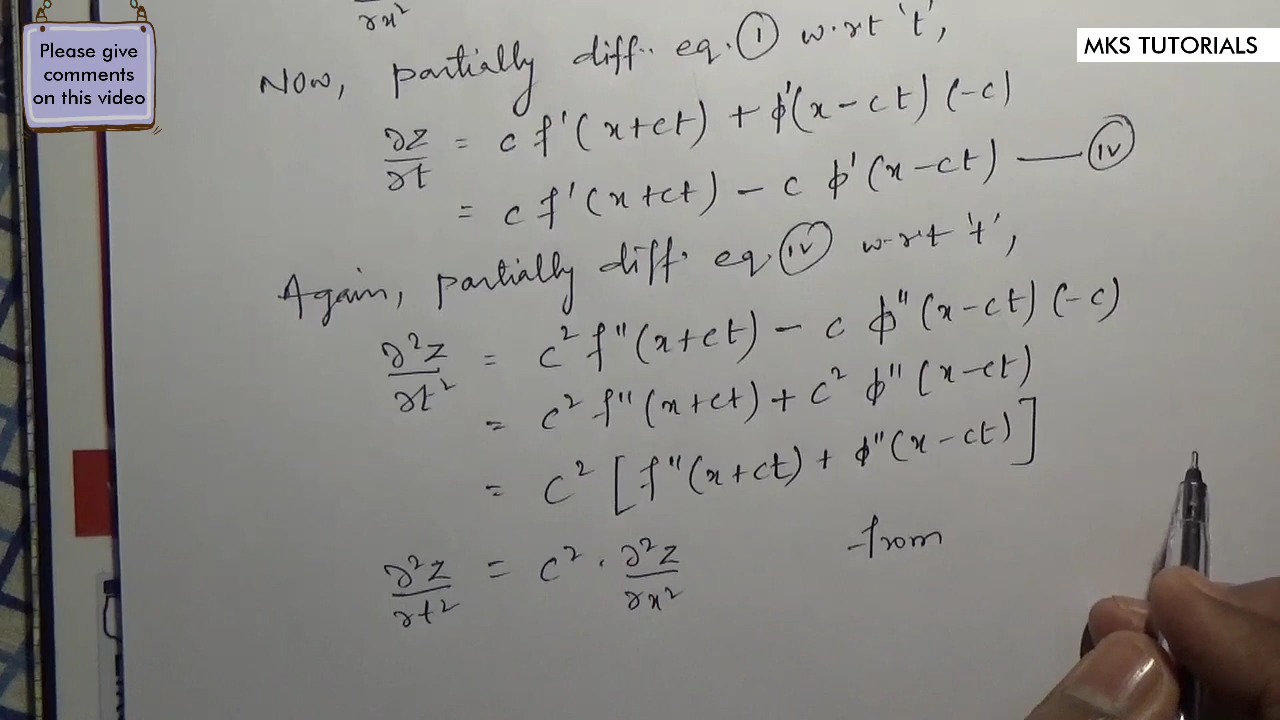 Please give
comments
on this video
MKS TUTORIALS
∂x²
Now, partially diff. eq. ① w.r.t 't',
∂z/∂t = c f'(x+ct) + ϕ'(x-ct)(-c)
= c f'(x+ct) - c ϕ'(x-ct) — ⓘⓥ
Again, partially diff. eq. ⓘⓥ w.r.t 't',
∂²z/∂t² = c² f''(x+ct) - c ϕ''(x-ct)(-c)
= c² f''(x+ct) + c² ϕ''(x-ct)
= c² [f''(x+ct) + ϕ''(x-ct)]
∂²z/∂t² = c² · ∂²z/∂x² from